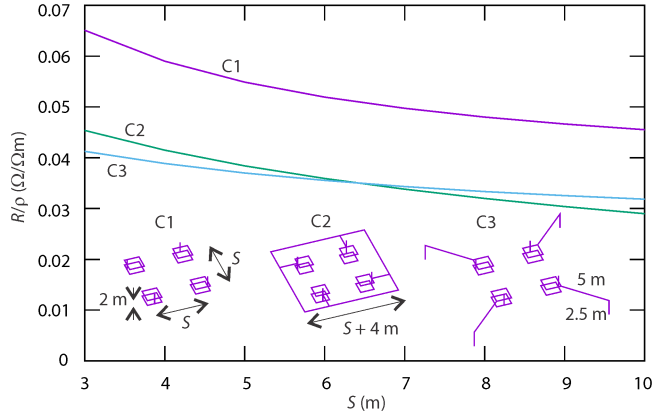 0.07
0.06
0.05
0.04
0.03
0.02
0.01
0
R/ρ (Ω/Ωm)
C1
C2
C3
C1
C2
C3
S
2 m
S
S + 4 m
5 m
2.5 m
3 4 5 6 7 8 9 10
S (m)